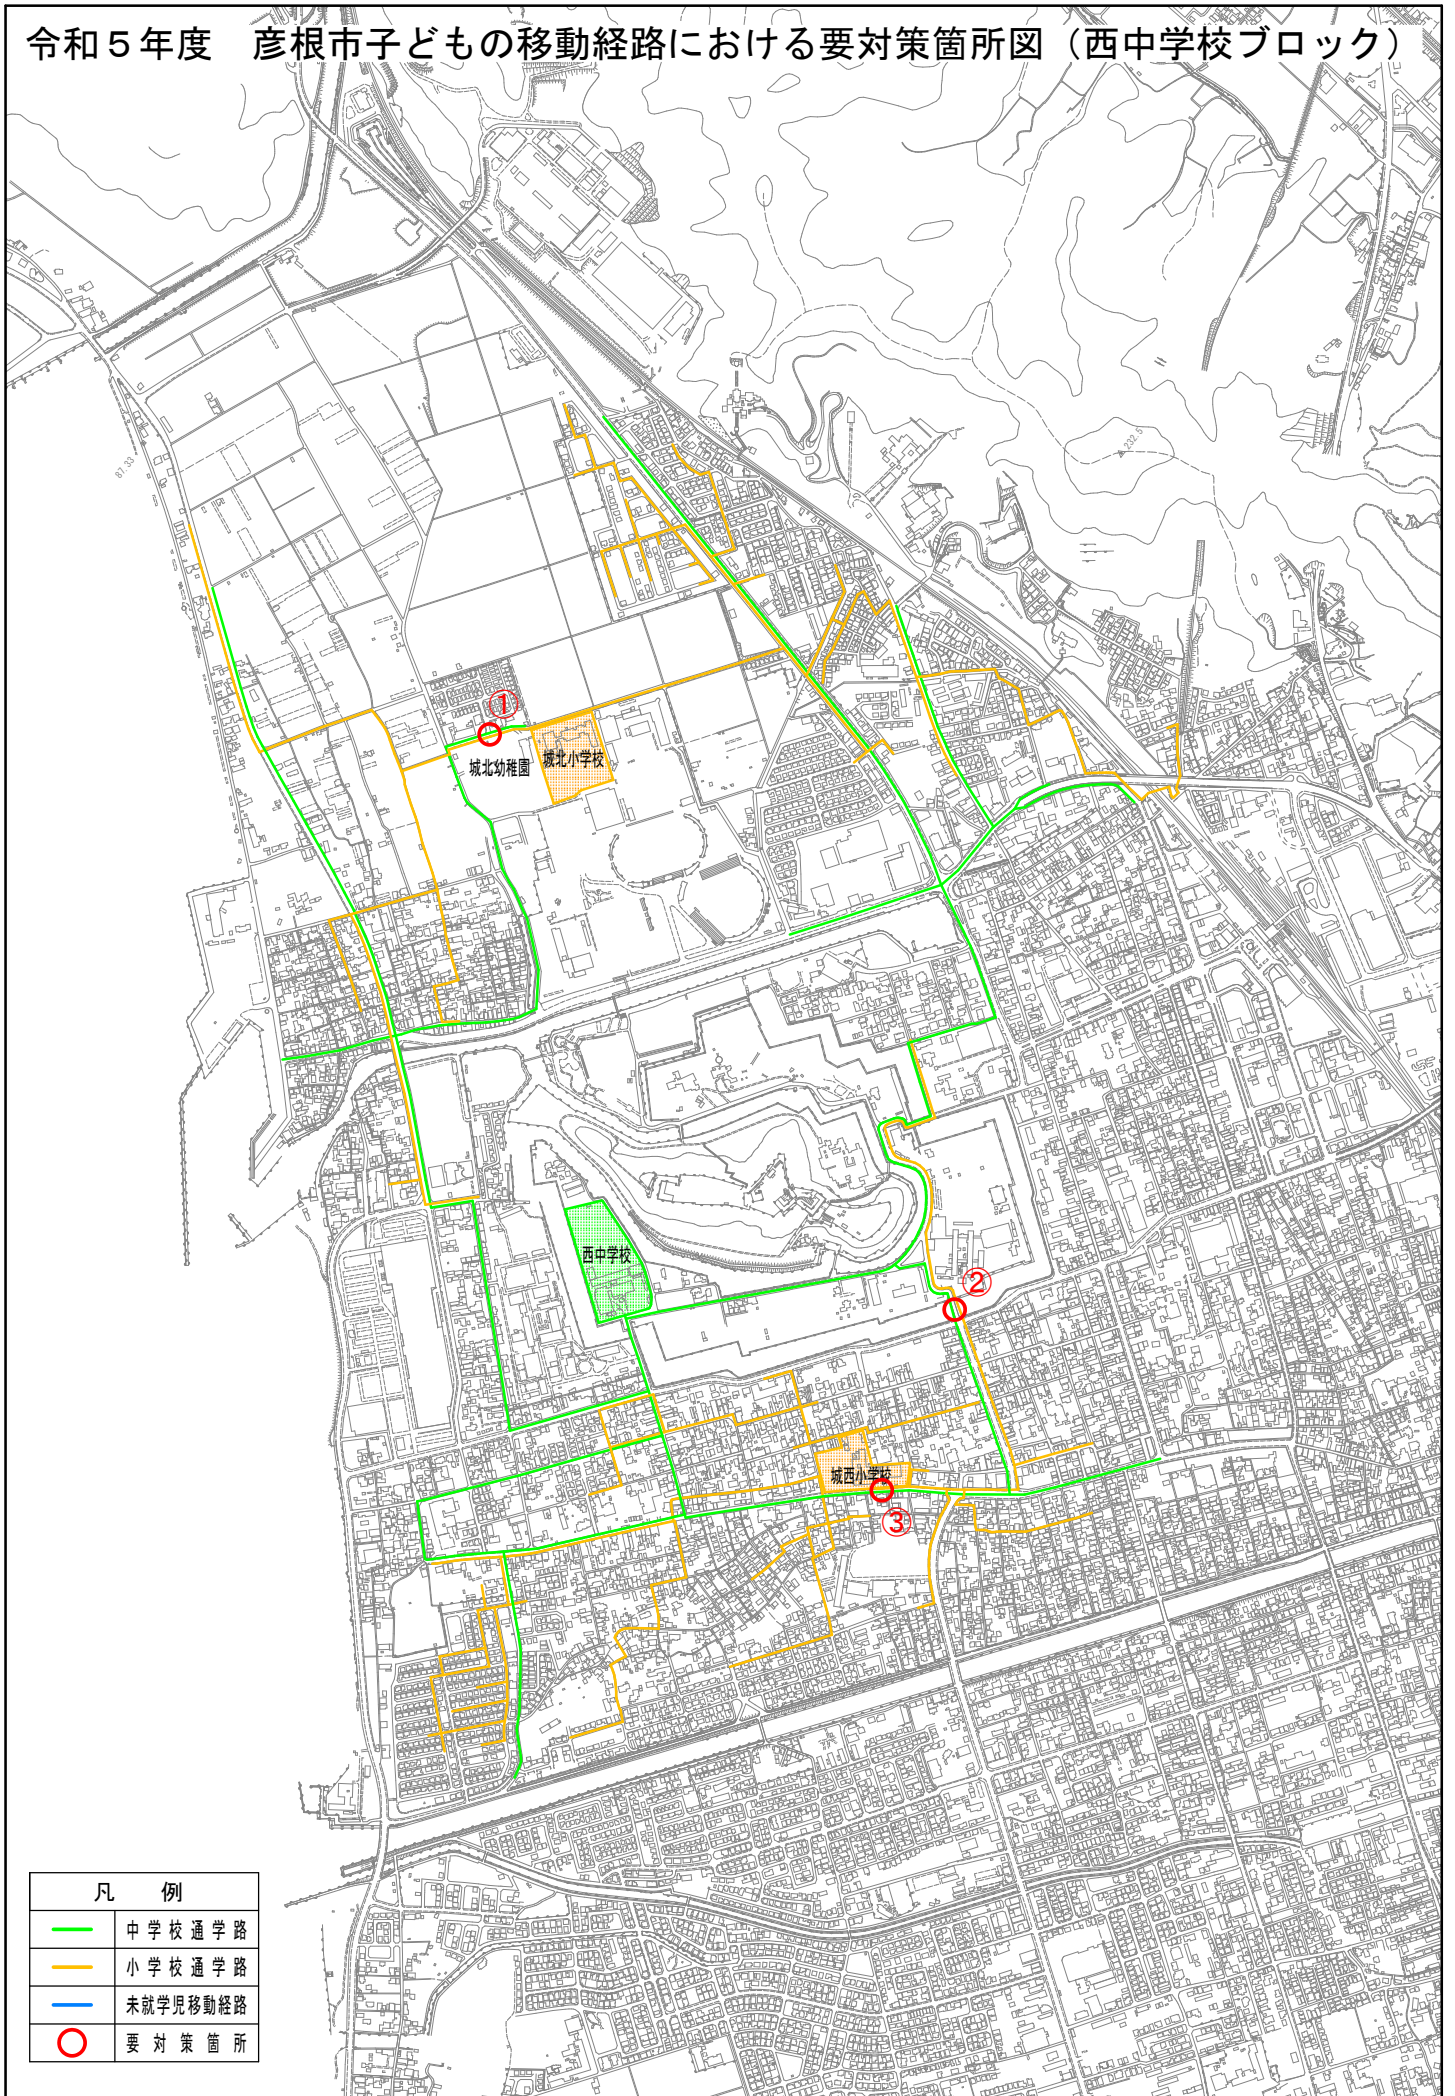 令和５年度　彦根市子どもの移動経路における要対策箇所図（西中学校ブロック）
87.33
232.5
①
城北幼稚園
城北小学校
西中学校
②
城西小学校
③
凡　例
中学校通学路
小学校通学路
未就学児移動経路
要対策箇所